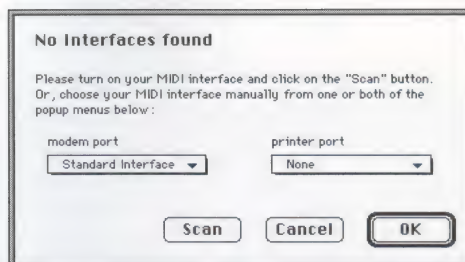 No Interfaces found
Please turn on your MIDI interface and click on the "Scan" button.
Or, choose your MIDI interface manually from one or both of the
popup menus below:
modem port
printer port
Standard Interface
None
Scan
Cancel
OK